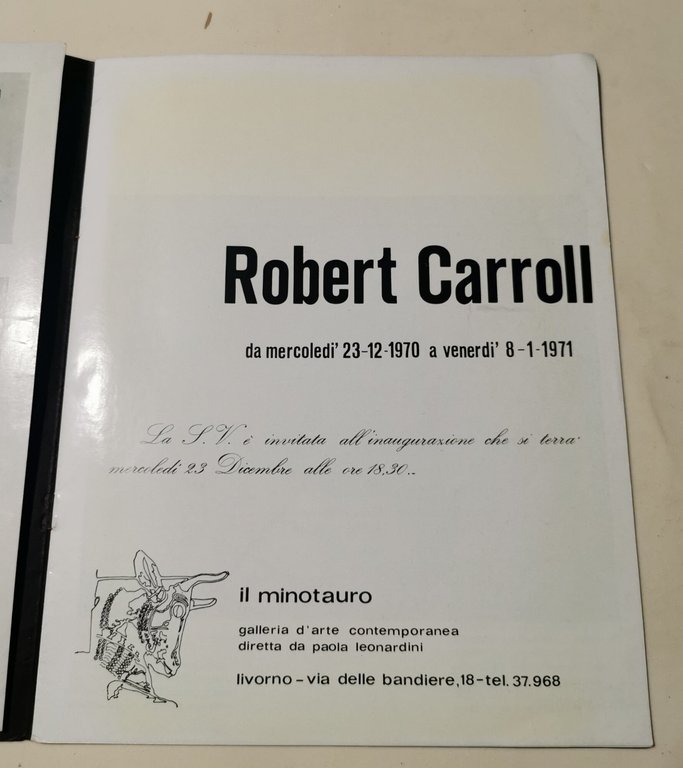 Robert Carroll
da mercoledi' 23-12-1970 a venerdi' 8-1-1971
La S.V. è invitata all'inaugurazione che si terra'
mercoledi 23 Dicembre alle ore 18,30..
il minotauro
galleria d'arte contemporanea
diretta da paola leonardini
livorno - via delle bandiere, 18 - tel. 37.968